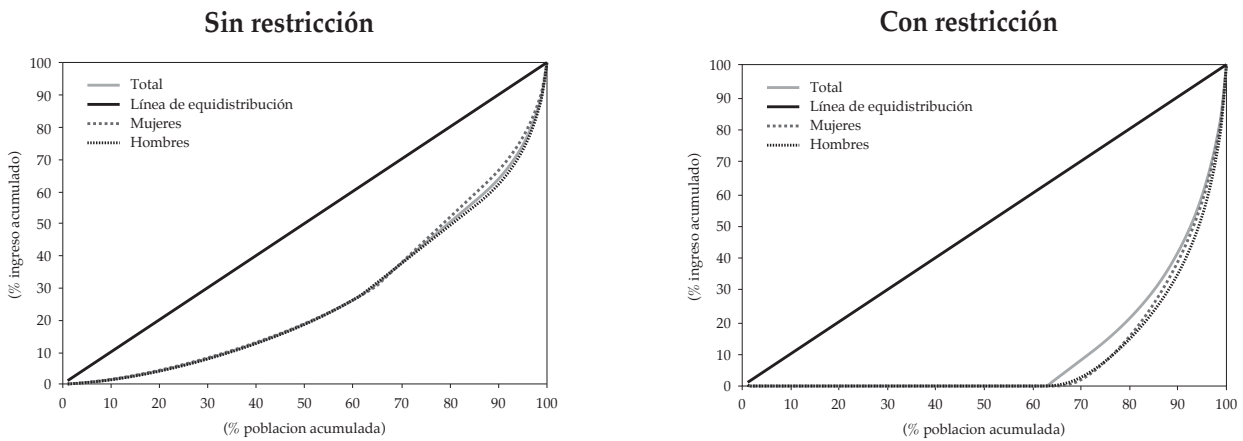 Sin restricción
100
90
80
70
60
50
40
30
20
10
0
(% ingreso acumulado)
Total
Línea de equidistribución
Mujeres
Hombres
0 10 20 30 40 50 60 70 80 90 100
(% poblacion acumulada)
Con restricción
100
90
80
70
60
50
40
30
20
10
0
(% ingreso acumulado)
Total
Línea de equidistribución
Mujeres
Hombres
0 10 20 30 40 50 60 70 80 90 100
(% poblacion acumulada)